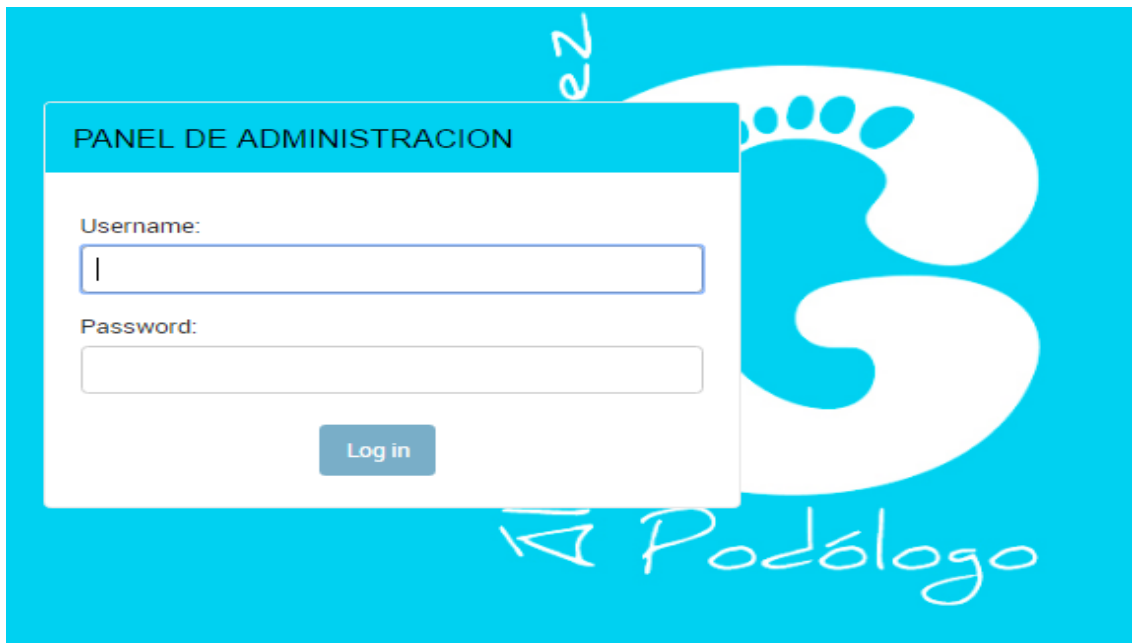 PANEL DE ADMINISTRACION
Username:
Password:
Log in
Podólogo